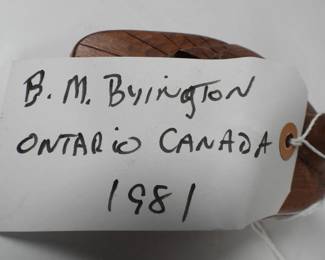 B. M. Byington
ONTARIO CANADA
1981